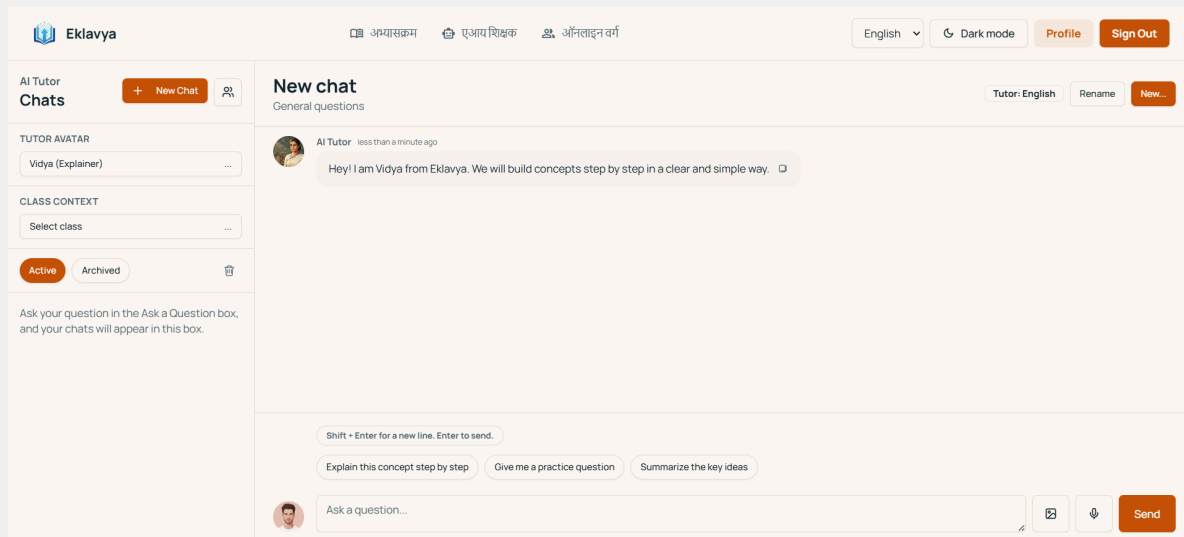 Eklavya
अभ्यासक्रम
एआय शिक्षक
ऑनलाइन वर्ग
English
Dark mode
Profile
Sign Out
AI Tutor
Chats
+ New Chat
TUTOR AVATAR
Vidya (Explainer) ...
CLASS CONTEXT
Select class ...
Active
Archived
Ask your question in the Ask a Question box,
and your chats will appear in this box.
New chat
General questions
Tutor: English
Rename
New...
AI Tutor less than a minute ago
Hey! I am Vidya from Eklavya. We will build concepts step by step in a clear and simple way.
Shift + Enter for a new line. Enter to send.
Explain this concept step by step
Give me a practice question
Summarize the key ideas
Ask a question...
Send